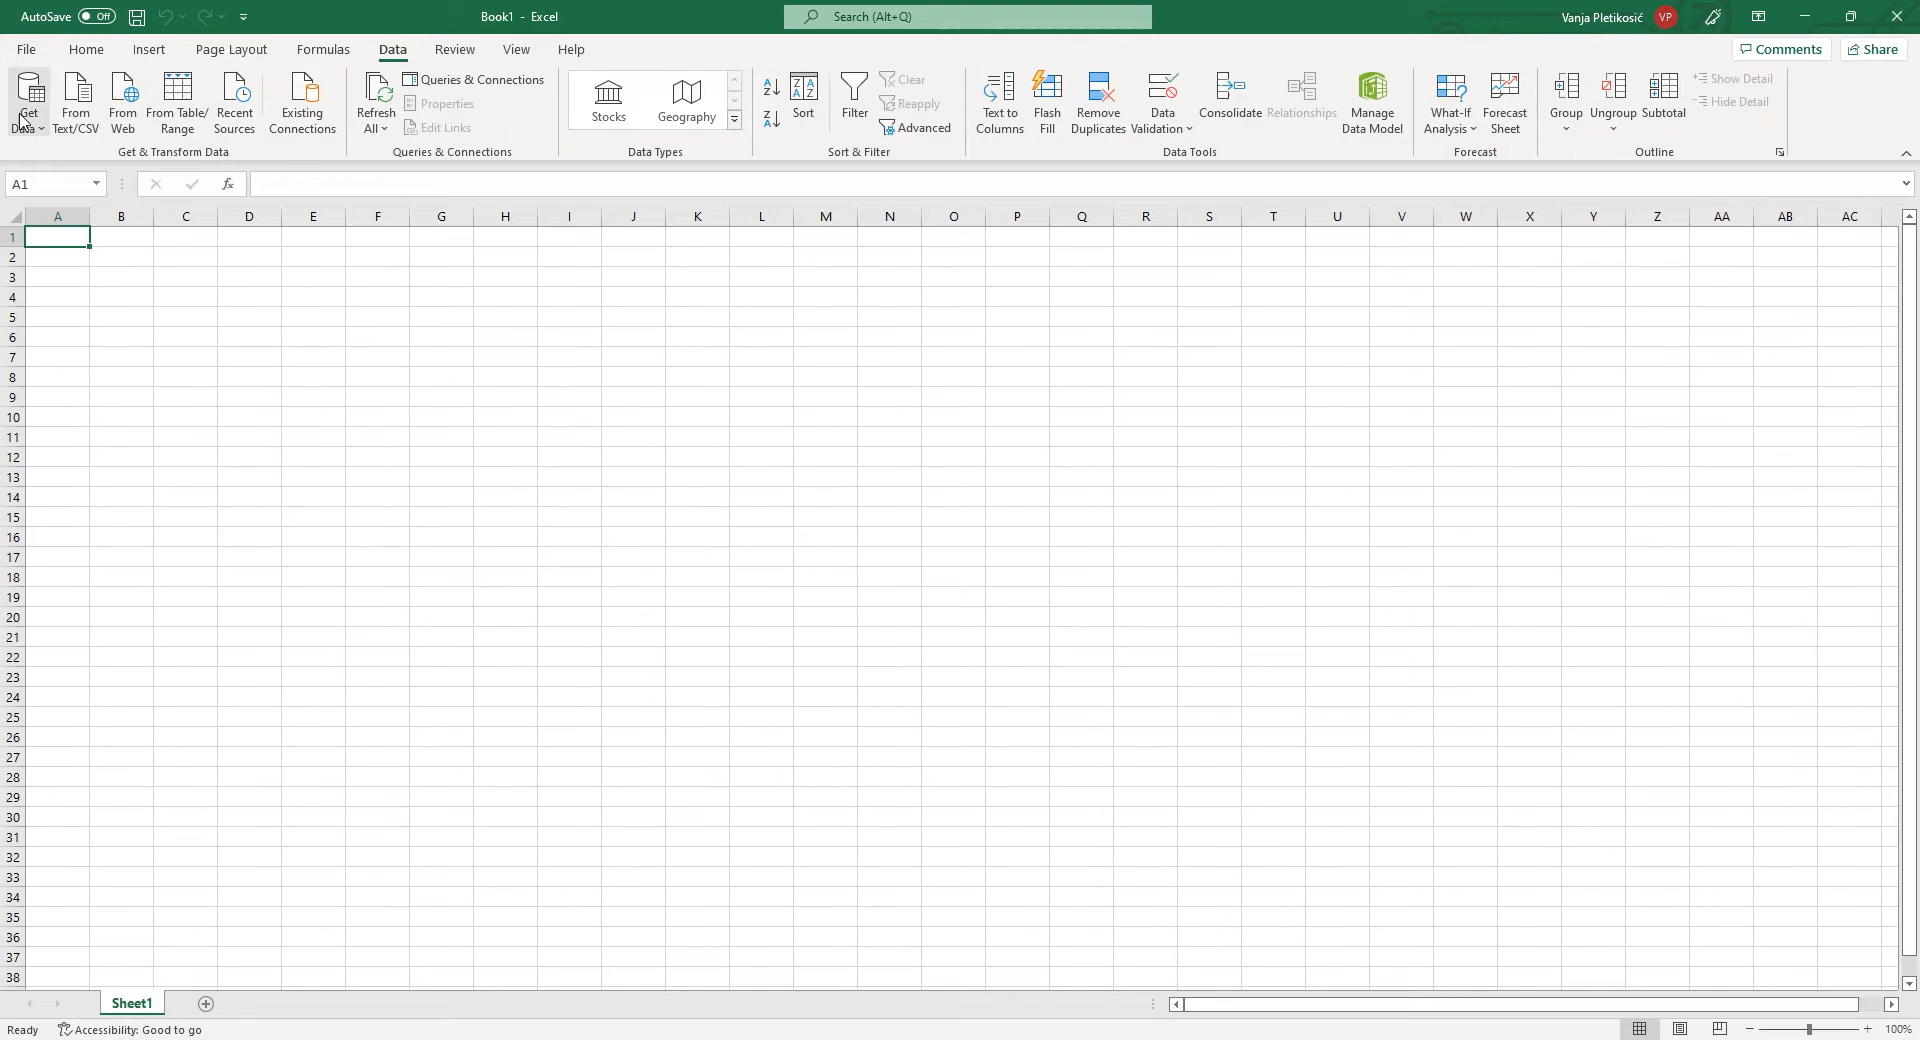 AutoSave Off Book1 - Excel Search (Alt+Q) Vanja Pletikosić VP
File Home Insert Page Layout Formulas Data Review View Help Comments Share
Get Data
From Text/CSV
From Web
From Table/ Range
Recent Sources
Existing Connections
Get & Transform Data
Refresh All
Queries & Connections
Properties
Edit Links
Queries & Connections
Stocks
Geography
Data Types
Sort
Filter
Clear
Reapply
Advanced
Sort & Filter
Text to Columns
Flash Fill
Remove Duplicates
Data Validation
Consolidate
Relationships
Manage Data Model
Data Tools
What-If Analysis
Forecast Sheet
Forecast
Group
Ungroup
Subtotal
Show Detail
Hide Detail
Outline
A1 fx
A B C D E F G H I J K L M N O P Q R S T U V W X Y Z AA AB AC
1
2
3
4
5
6
7
8
9
10
11
12
13
14
15
16
17
18
19
20
21
22
23
24
25
26
27
28
29
30
31
32
33
34
35
36
37
38
Sheet1
Ready Accessibility: Good to go 100%